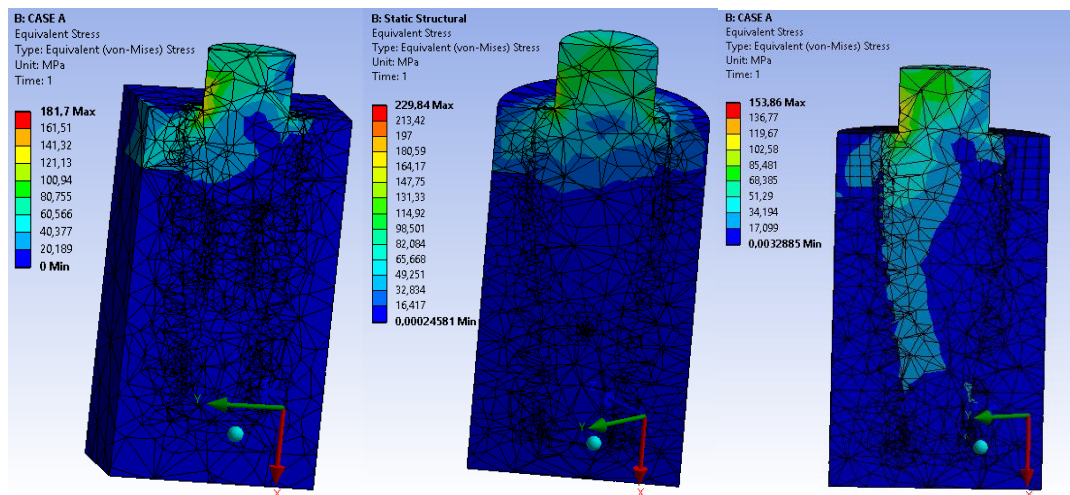 B: CASE A
Equivalent Stress
Type: Equivalent (von-Mises) Stress
Unit: MPa
Time: 1
181,7 Max
161,51
141,32
121,13
100,94
80,755
60,566
40,377
20,189
0 Min
Y
X
B: Static Structural
Equivalent Stress
Type: Equivalent (von-Mises) Stress
Unit: MPa
Time: 1
229,84 Max
213,42
197
180,59
164,17
147,75
131,33
114,92
98,501
82,084
65,668
49,251
32,834
16,417
0,00024581 Min
Y
X
B: CASE A
Equivalent Stress
Type: Equivalent (von-Mises) Stress
Unit: MPa
Time: 1
153,86 Max
136,77
119,67
102,58
85,481
68,385
51,29
34,194
17,099
0,0032885 Min
Y
X